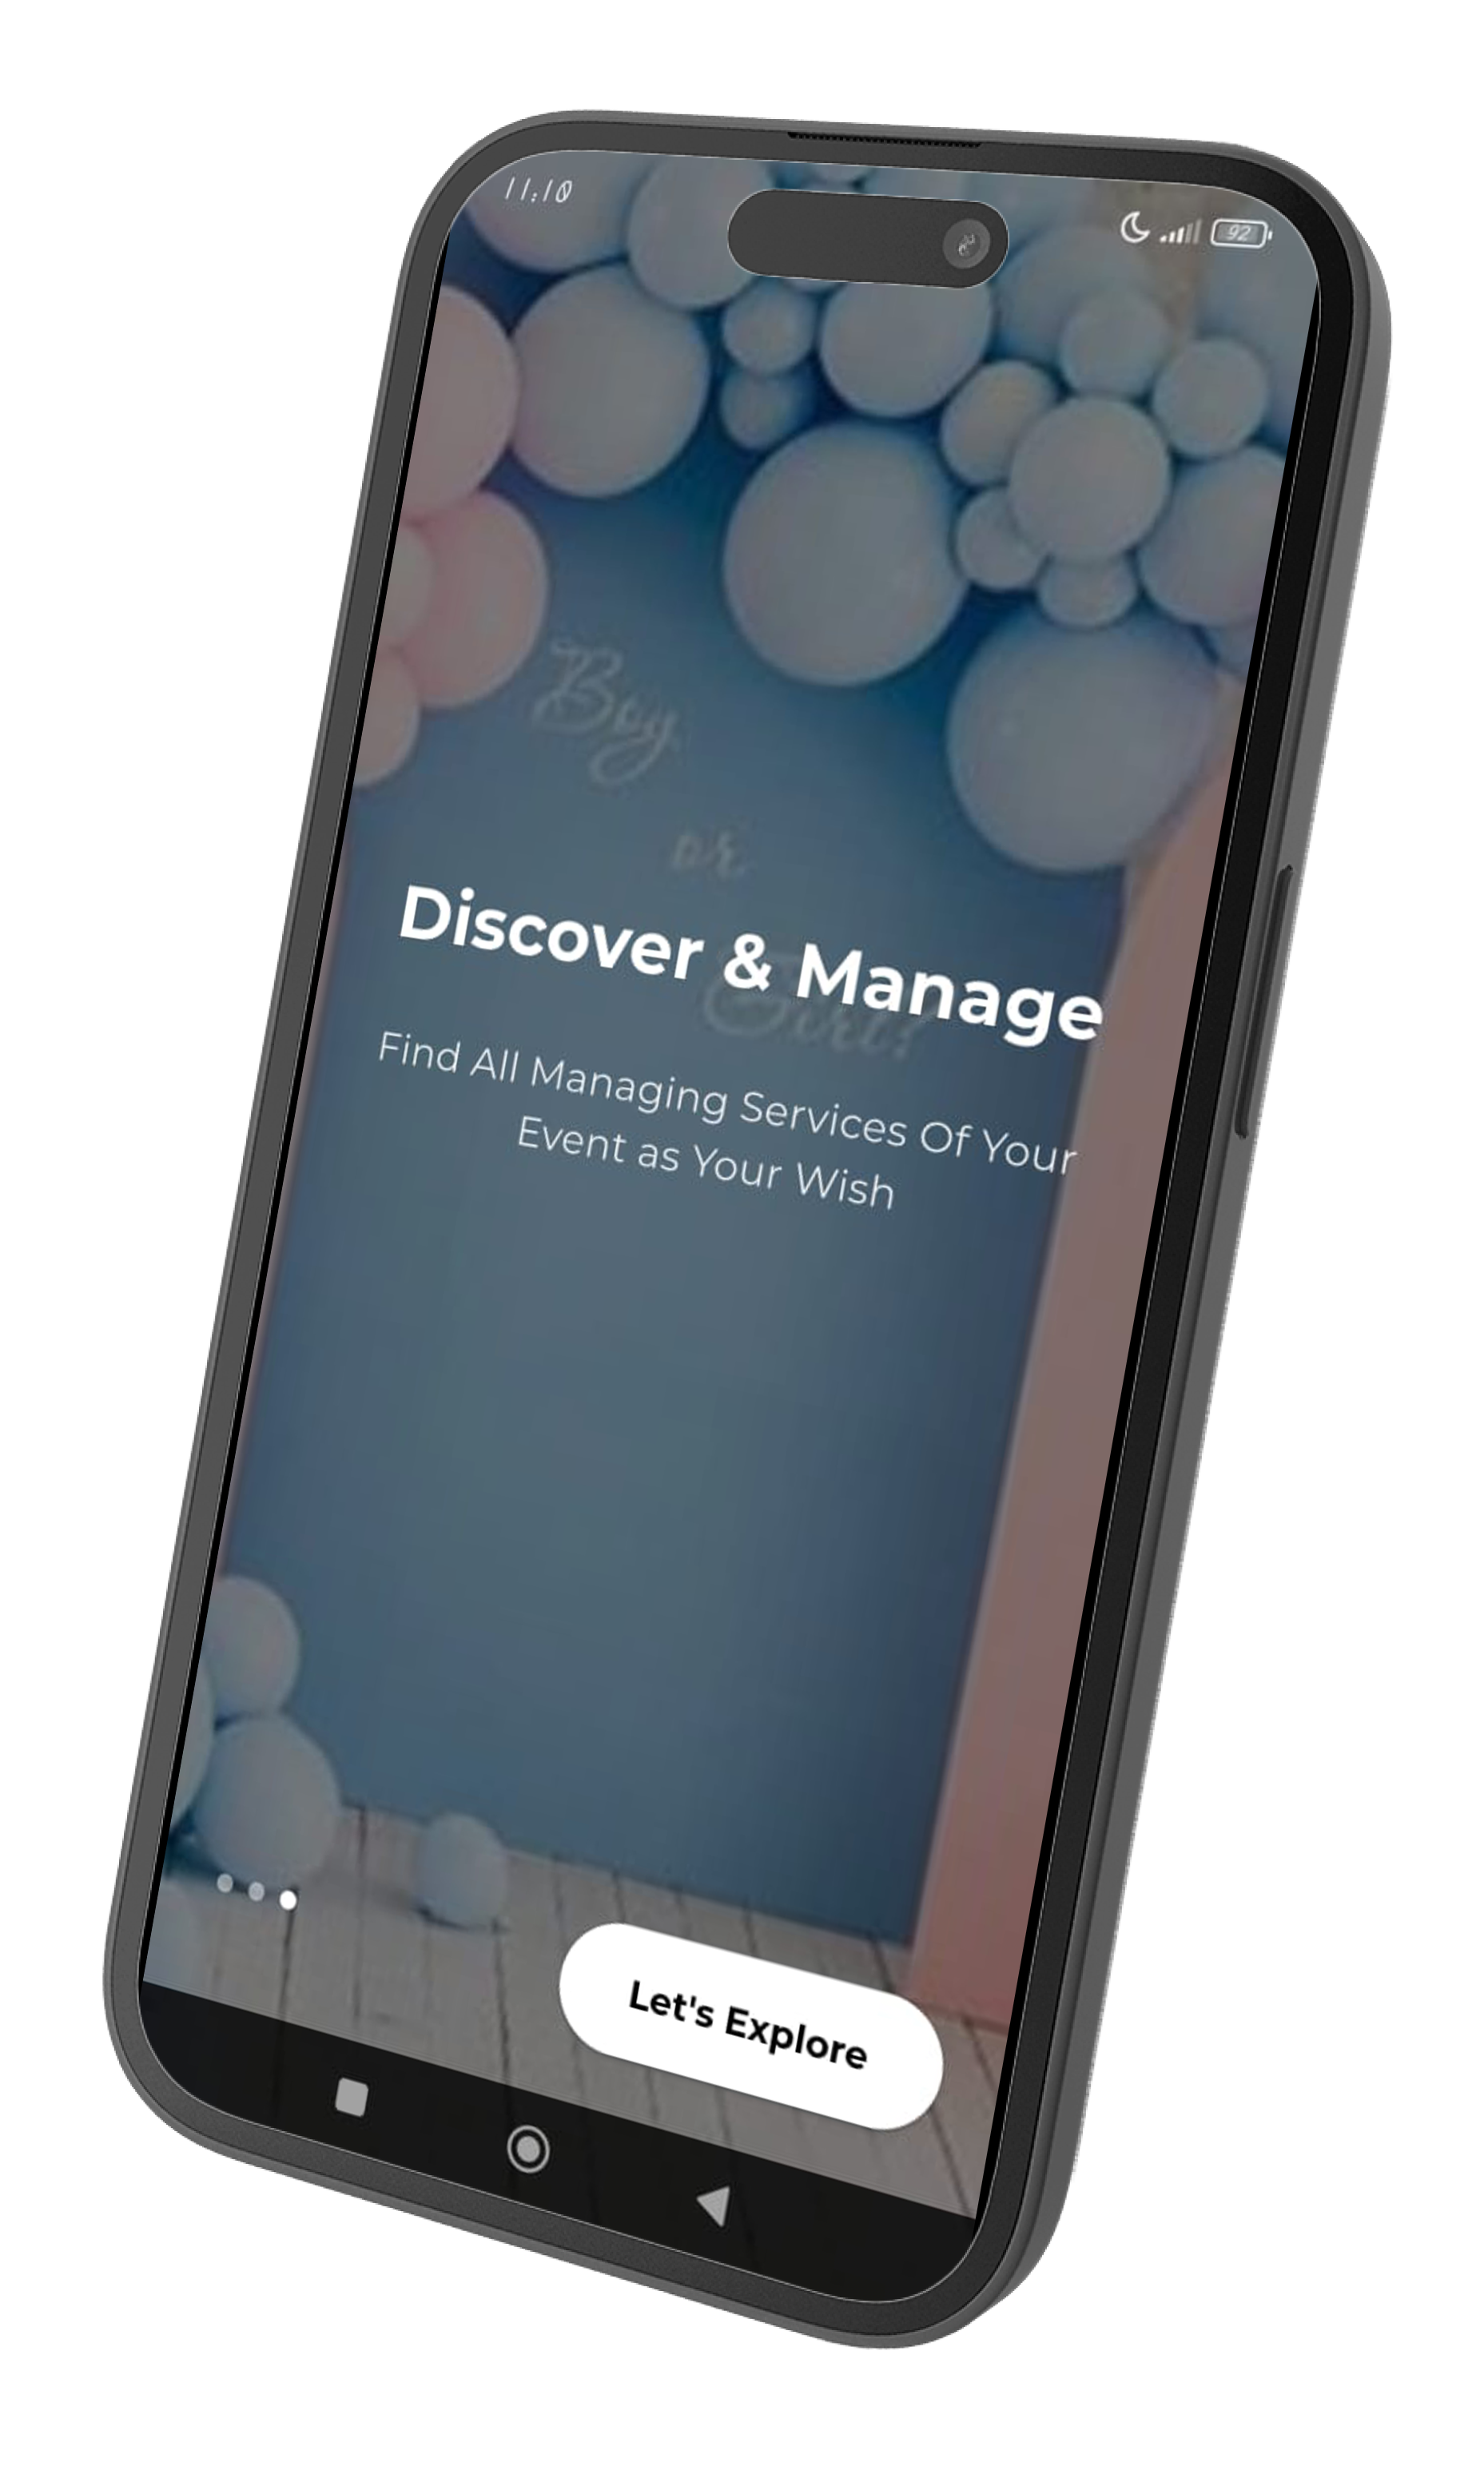 11:10
92
Boy
or
Girl?
Discover & Manage
Find All Managing Services Of Your
Event as Your Wish
Let's Explore